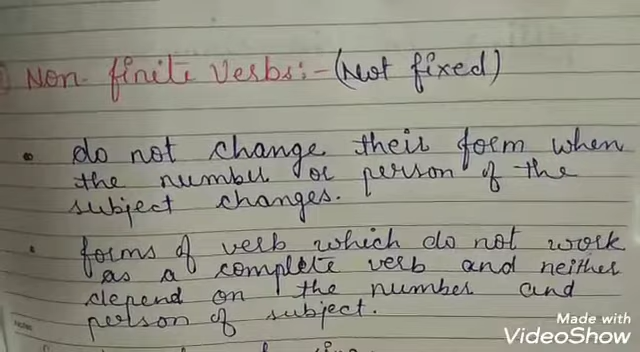 Non-finite Verbs:- (Not fixed)
• do not change their form when
the number or person of the
subject changes.
• forms of verb which do not work
as a complete verb and neither
depend on the number and
person of subject.
Made with
VideoShow